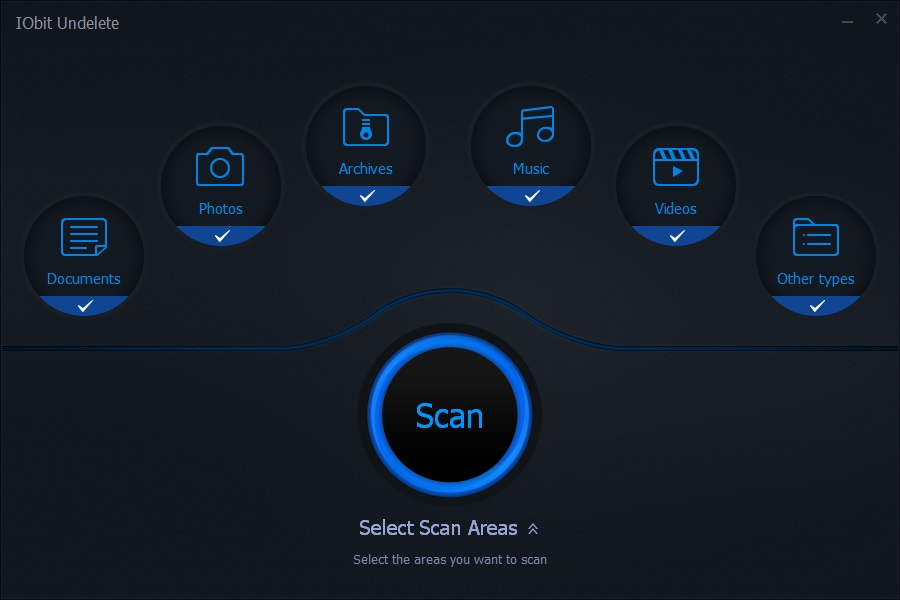 IObit Undelete
Documents
Photos
Archives
Music
Videos
Other types
Scan
Select Scan Areas
Select the areas you want to scan